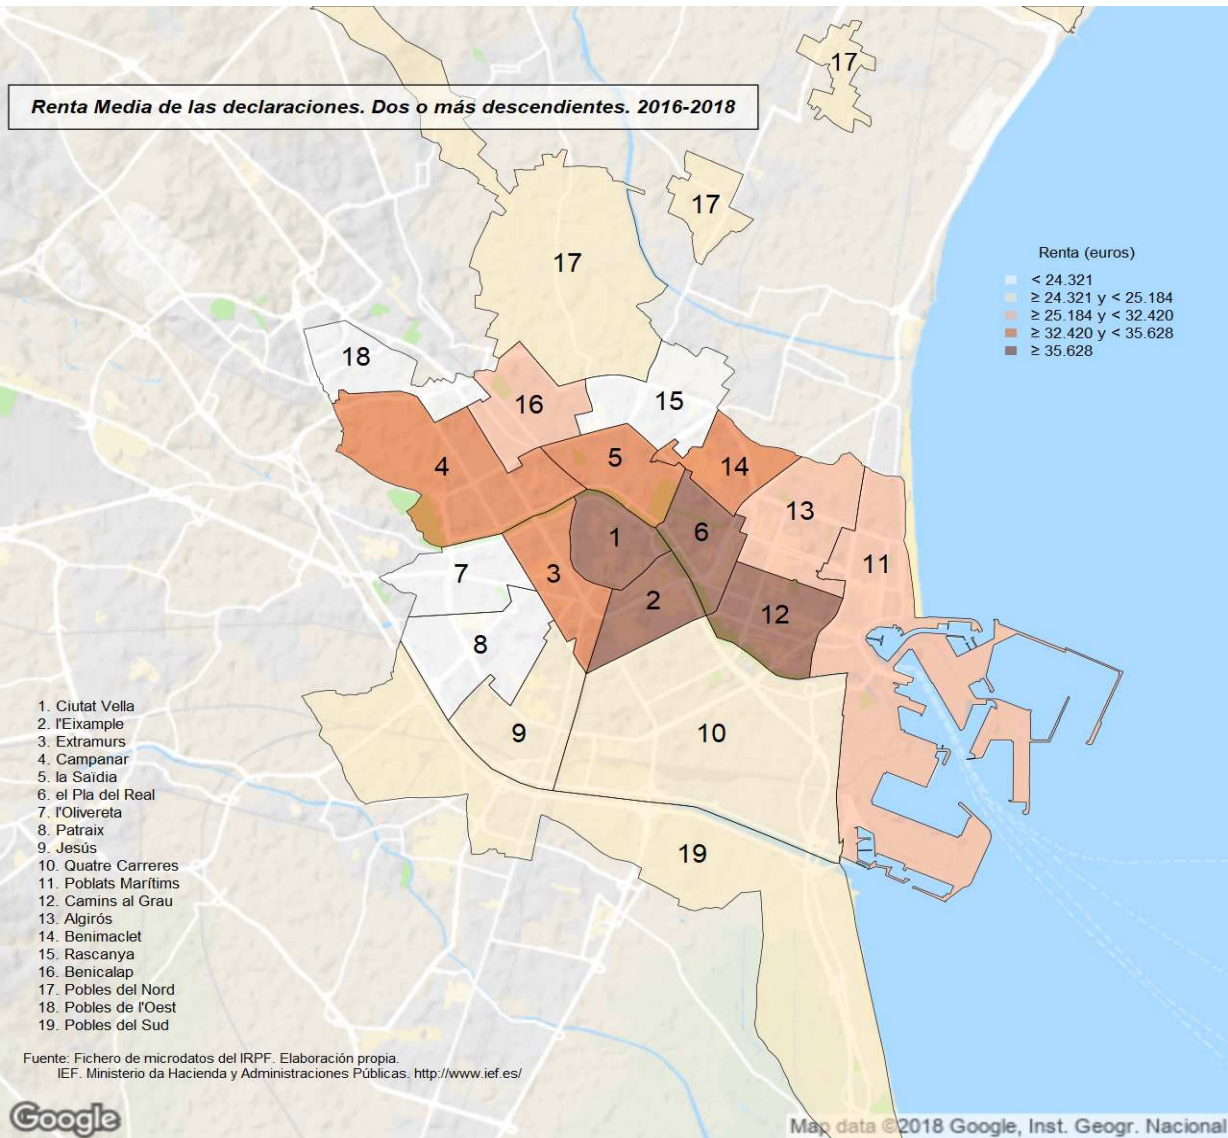 Renta Media de las declaraciones. Dos o más descendientes. 2016-2018
17
17
17
Renta (euros)
< 24.321
≥ 24.321 y < 25.184
≥ 25.184 y < 32.420
≥ 32.420 y < 35.628
≥ 35.628
18
16
15
4
5
14
13
1
6
11
7
3
2
12
8
9
10
19
1. Ciutat Vella
2. l'Eixample
3. Extramurs
4. Campanar
5. la Saïdia
6. el Pla del Real
7. l'Olivereta
8. Patraix
9. Jesús
10. Quatre Carreres
11. Poblats Marítims
12. Camins al Grau
13. Algirós
14. Benimaclet
15. Rascanya
16. Benicalap
17. Pobles del Nord
18. Pobles de l'Oest
19. Pobles del Sud
Fuente: Fichero de microdatos del IRPF. Elaboración propia.
IEF. Ministerio da Hacienda y Administraciones Públicas. http://www.ief.es/
Google
Map data ©2018 Google, Inst. Geogr. Nacional